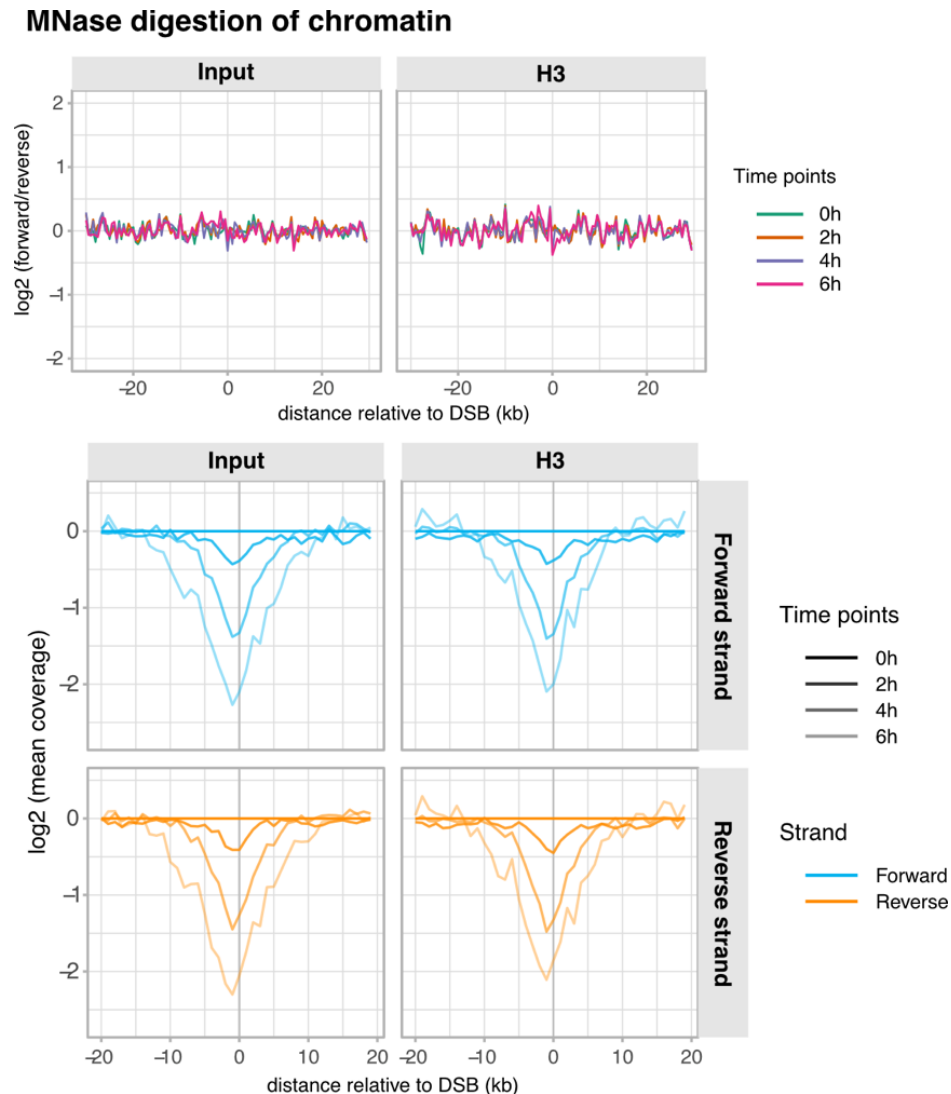 MNase digestion of chromatin
Input
H3
log2 (forward/reverse)
2
1
0
−1
−2
−20
0
20
−20
0
20
distance relative to DSB (kb)
Time points
0h
2h
4h
6h
Input
H3
log2 (mean coverage)
0
−1
−2
Forward strand
0
−1
−2
Reverse strand
−20
−10
0
10
20
−20
−10
0
10
20
distance relative to DSB (kb)
Time points
0h
2h
4h
6h
Strand
Forward
Reverse